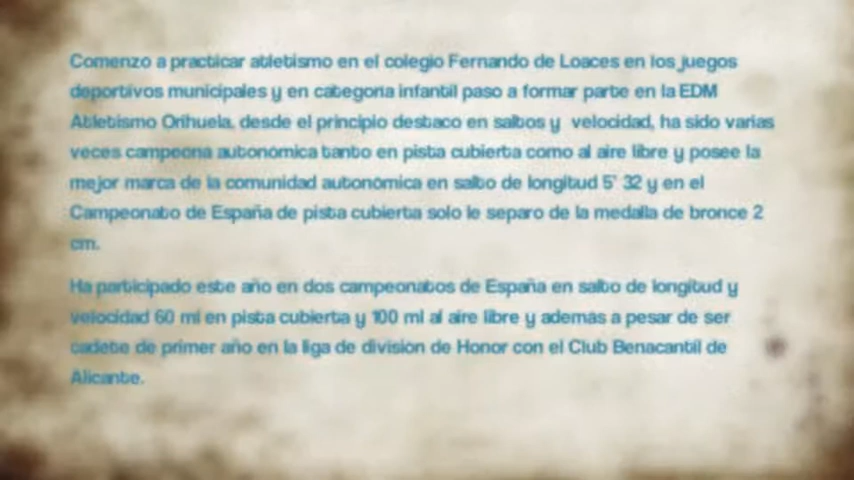 Comenzo a practicar atletismo en el colegio Fernando de Loaces en los juegos
deportivos municipales y en categoria infantil paso a formar parte en la EDM
Atletismo Orihuela, desde el principio destaco en saltos y velocidad, ha sido varias
veces campeona autonómica tanto en pista cubierta como al aire libre y posee la
mejor marca de la comunidad autonómica en salto de longitud 5' 32 y en el
Campeonato de España de pista cubierta solo le separo de la medalla de bronce 2
cm.
Ha participado este año en dos campeonatos de España en salto de longitud y
velocidad 60 ml en pista cubierta y 100 ml al aire libre y además a pesar de ser
cadete de primer año en la liga de division de Honor con el Club Benacantil de
Alicante.